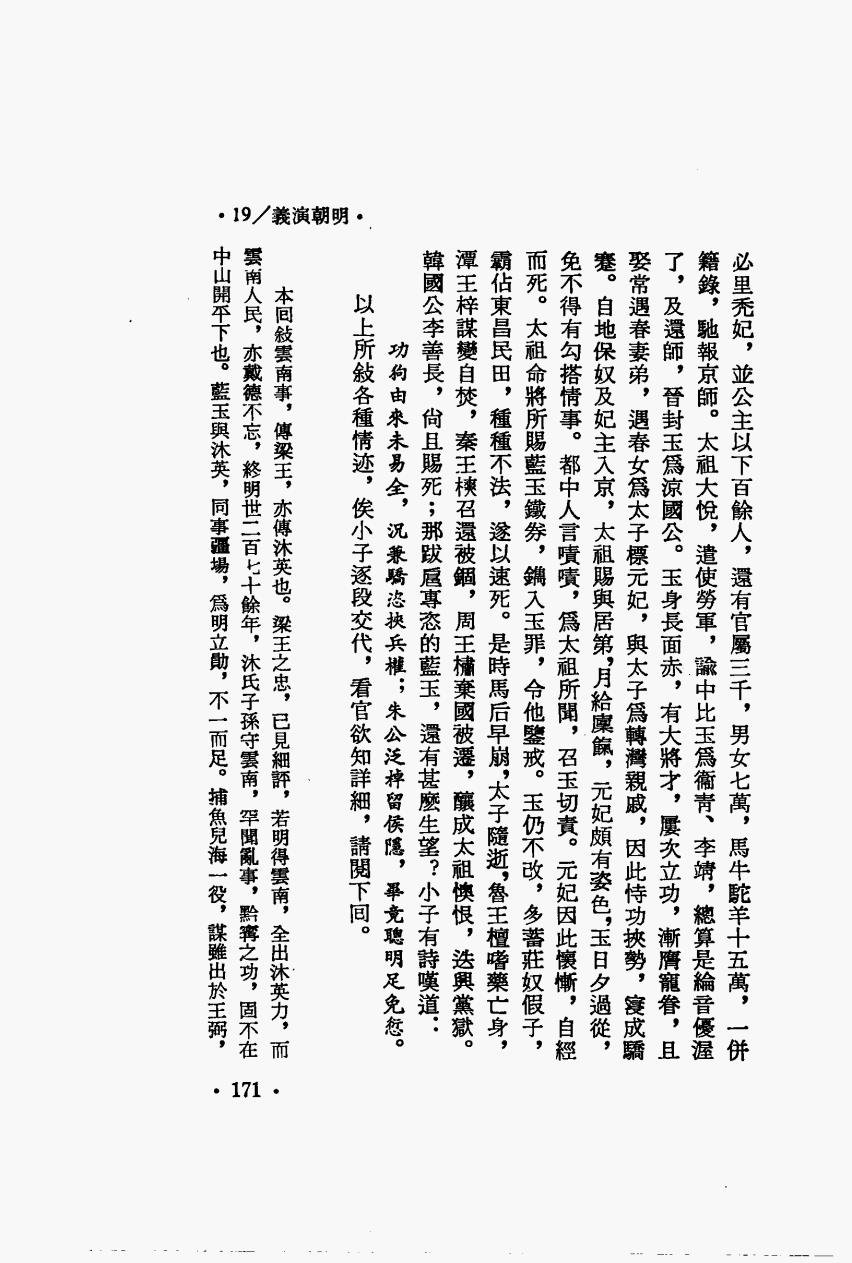 •19／義演朝明•
必里禿妃，並公主以下百餘人，還有官屬三千，男女七萬，馬牛駝羊十五萬，一併
籍錄，馳報京師。太祖大悅，遣使勞軍，諭中比玉爲衞青、李靖，總算是綸音優渥
了，及還師，晉封玉爲涼國公。玉身長面赤，有大將才，屢次立功，漸膺寵眷，且
娶常遇春妻弟，遇春女爲太子標元妃，與太子爲轉灣親戚，因此恃功挾勢，寖成驕
蹇。自地保奴及妃主入京，太祖賜與居第，月給廩餼，元妃頗有姿色，玉日夕過從，
免不得有勾搭情事。都中人言嘖嘖，爲太祖所聞，召玉切責。元妃因此懷慚，自經
而死。太祖命將所賜藍玉鐵券，鐫入玉罪，令他鑒戒。玉仍不改，多蓄莊奴假子，
霸佔東昌民田，種種不法，遂以速死。是時馬后早崩，太子隨逝，魯王檀嗜藥亡身，
潭王梓謀變自焚，秦王樉召還被錮，周王橚棄國被遷，釀成太祖懊恨，迭興黨獄。
韓國公李善長，尙且賜死；那跋扈專恣的藍玉，還有甚麽生望？小子有詩嘆道：
功狗由來未易全，況兼驕恣挾兵權；朱公泛棹留侯隱，畢竟聰明足免愆。
以上所敍各種情迹，俟小子逐段交代，看官欲知詳細，請閱下回。
本回敍雲南事，傳梁王，亦傳沐英也。梁王之忠，已見細評，若明得雲南，全出沐英力，而
雲南人民，亦戴德不忘，終明世二百七十餘年，沐氏子孫守雲南，罕聞亂事，黔寧之功，固不在
中山開平下也。藍玉與沐英，同事疆場，爲明立勛，不一而足。捕魚兒海一役，謀雖出於王弼，
•171•